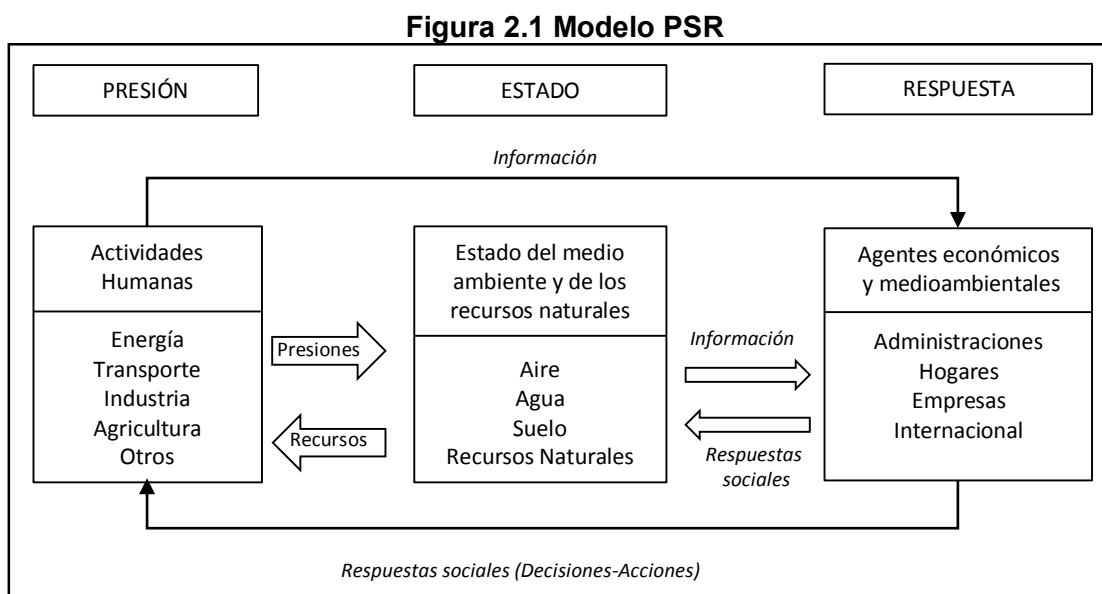 Figura 2.1 Modelo PSR
PRESIÓN
ESTADO
RESPUESTA
Información
Actividades
Humanas
Energía
Transporte
Industria
Agricultura
Otros
Presiones
Recursos
Estado del medio
ambiente y de los
recursos naturales
Aire
Agua
Suelo
Recursos Naturales
Información
Respuestas
sociales
Agentes económicos
y medioambientales
Administraciones
Hogares
Empresas
Internacional
Respuestas sociales (Decisiones-Acciones)